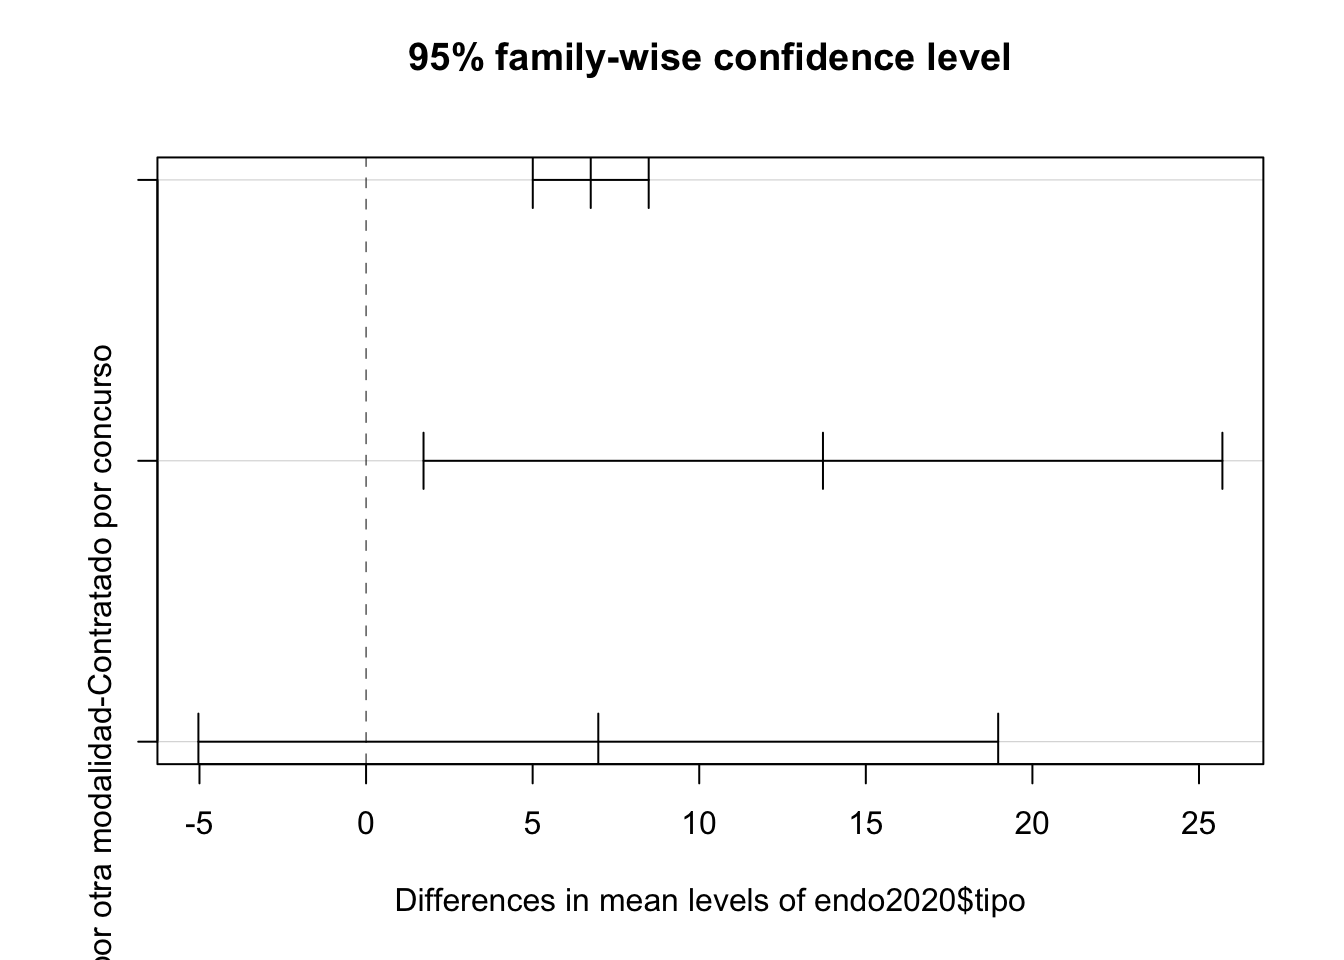 95% family-wise confidence level
otra modalidad-Contratado por concurso
-5 0 5 10 15 20 25
Differences in mean levels of endo2020$tipo